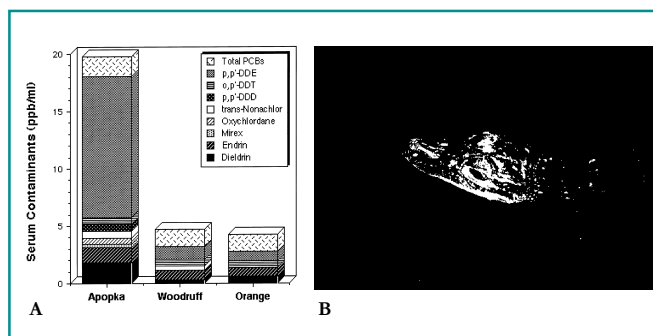 20
15
10
5
0
Serum Contaminants (ppb/ml)
Total PCBs
p,p'-DDE
o,p'-DDT
p,p'-DDD
trans-Nonachlor
Oxychlordane
Mirex
Endrin
Dieldrin
Apopka
Woodruff
Orange
A
B